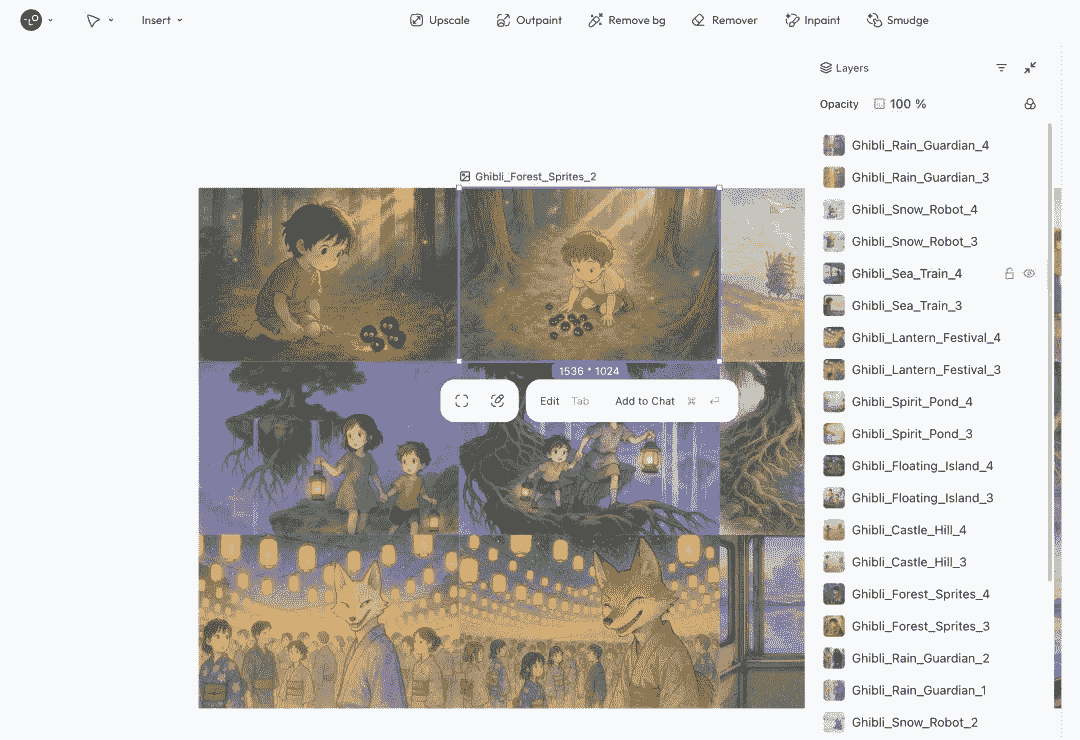 Insert
Upscale
Outpaint
Remove bg
Remover
Inpaint
Smudge
Layers
Opacity 100 %
Ghibli_Forest_Sprites_2
1536 * 1024
Edit Tab Add to Chat ⌘ ↵
Ghibli_Rain_Guardian_4
Ghibli_Rain_Guardian_3
Ghibli_Snow_Robot_4
Ghibli_Snow_Robot_3
Ghibli_Sea_Train_4
Ghibli_Sea_Train_3
Ghibli_Lantern_Festival_4
Ghibli_Lantern_Festival_3
Ghibli_Spirit_Pond_4
Ghibli_Spirit_Pond_3
Ghibli_Floating_Island_4
Ghibli_Floating_Island_3
Ghibli_Castle_Hill_4
Ghibli_Castle_Hill_3
Ghibli_Forest_Sprites_4
Ghibli_Forest_Sprites_3
Ghibli_Rain_Guardian_2
Ghibli_Rain_Guardian_1
Ghibli_Snow_Robot_2